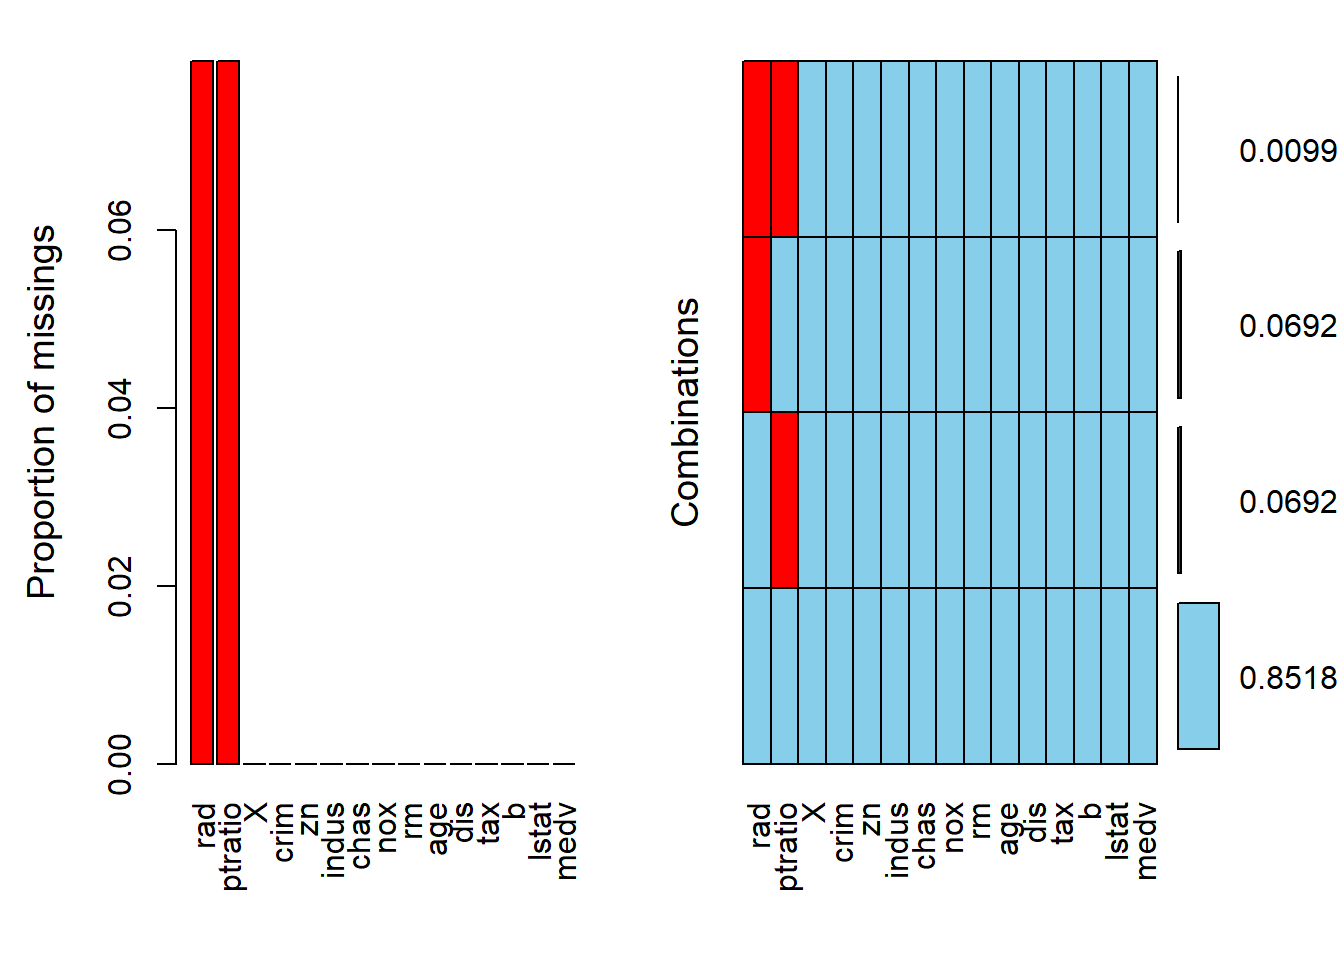 Proportion of missings
0.06
0.04
0.02
0.00
rad
ptratio
X
crim
zn
indus
chas
nox
rm
age
dis
tax
b
lstat
medv
Combinations
rad
ptratio
X
crim
zn
indus
chas
nox
rm
age
dis
tax
b
lstat
medv
0.0099
0.0692
0.0692
0.8518